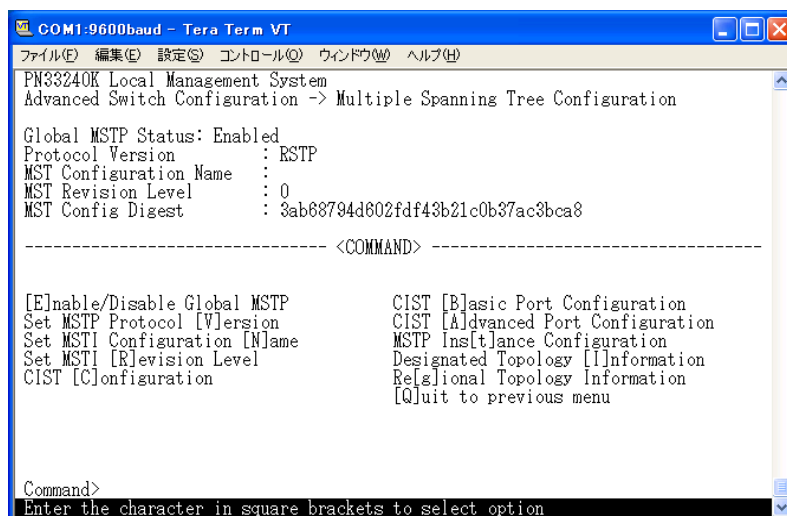 COM1:9600baud - Tera Term VT
ファイル(F) 編集(E) 設定(S) コントロール(O) ウィンドウ(W) ヘルプ(H)
PN33240K Local Management System
Advanced Switch Configuration -> Multiple Spanning Tree Configuration
Global MSTP Status: Enabled
Protocol Version : RSTP
MST Configuration Name :
MST Revision Level : 0
MST Config Digest : 3ab68794d602fdf43b21c0b37ac3bca8
-------------------------------- <COMMAND> -----------------------------------
[E]nable/Disable Global MSTP CIST [B]asic Port Configuration
Set MSTP Protocol [V]ersion CIST [A]dvanced Port Configuration
Set MSTI Configuration [N]ame MSTP Ins[t]ance Configuration
Set MSTI [R]evision Level Designated Topology [I]nformation
CIST [C]onfiguration Re[g]ional Topology Information
[Q]uit to previous menu
Command>
Enter the character in square brackets to select option